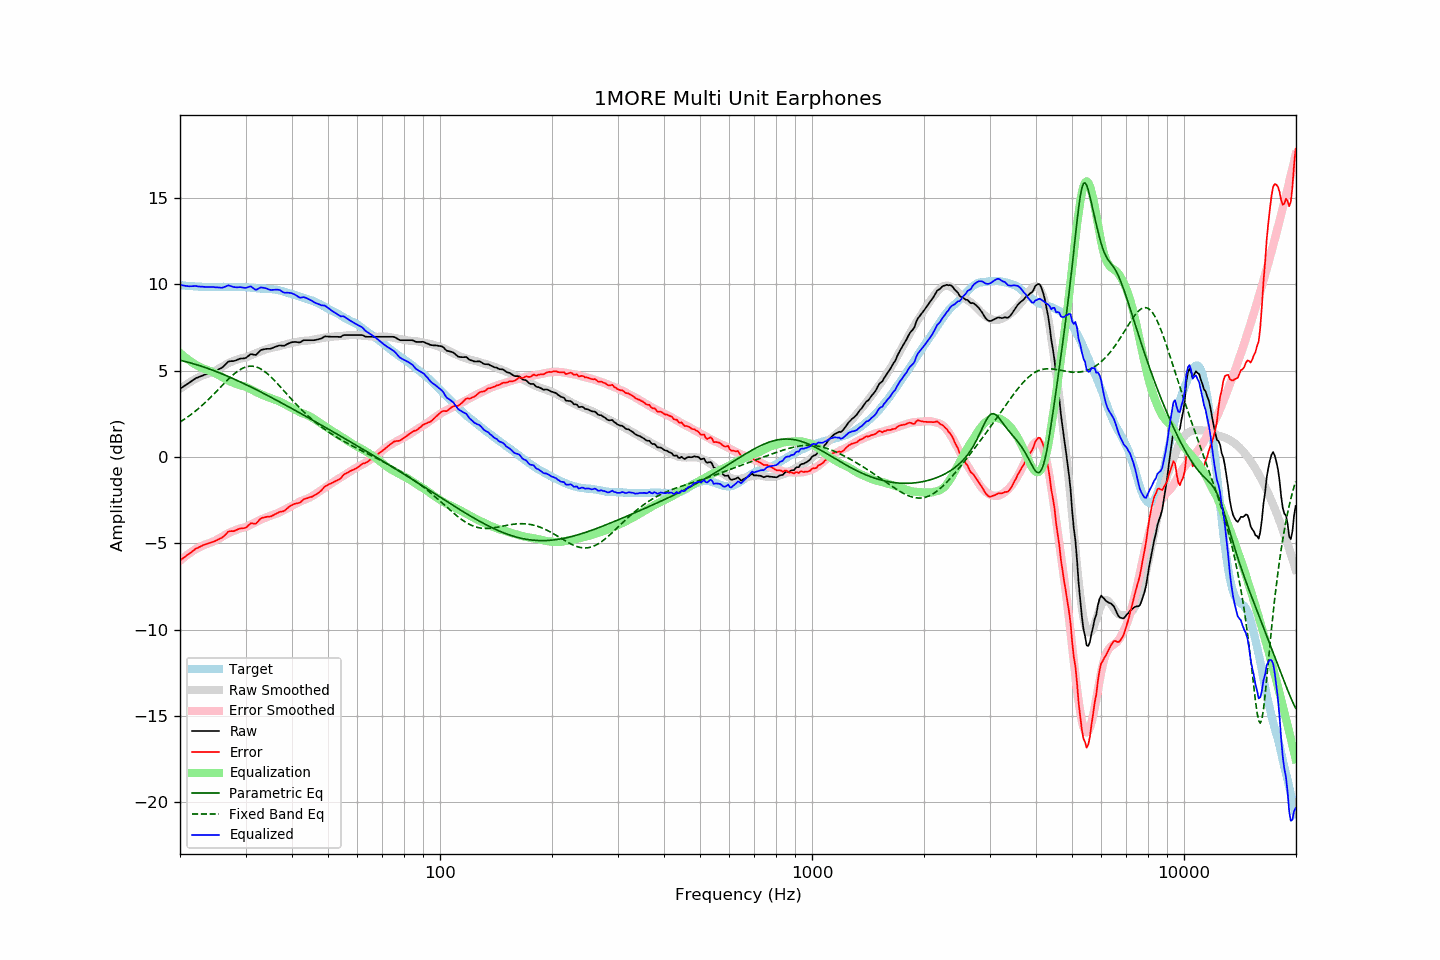 1MORE Multi Unit Earphones
Amplitude (dBr)
15
10
5
0
−5
−10
−15
−20
Target
Raw Smoothed
Error Smoothed
Raw
Error
Equalization
Parametric Eq
Fixed Band Eq
Equalized
100 1000 10000
Frequency (Hz)